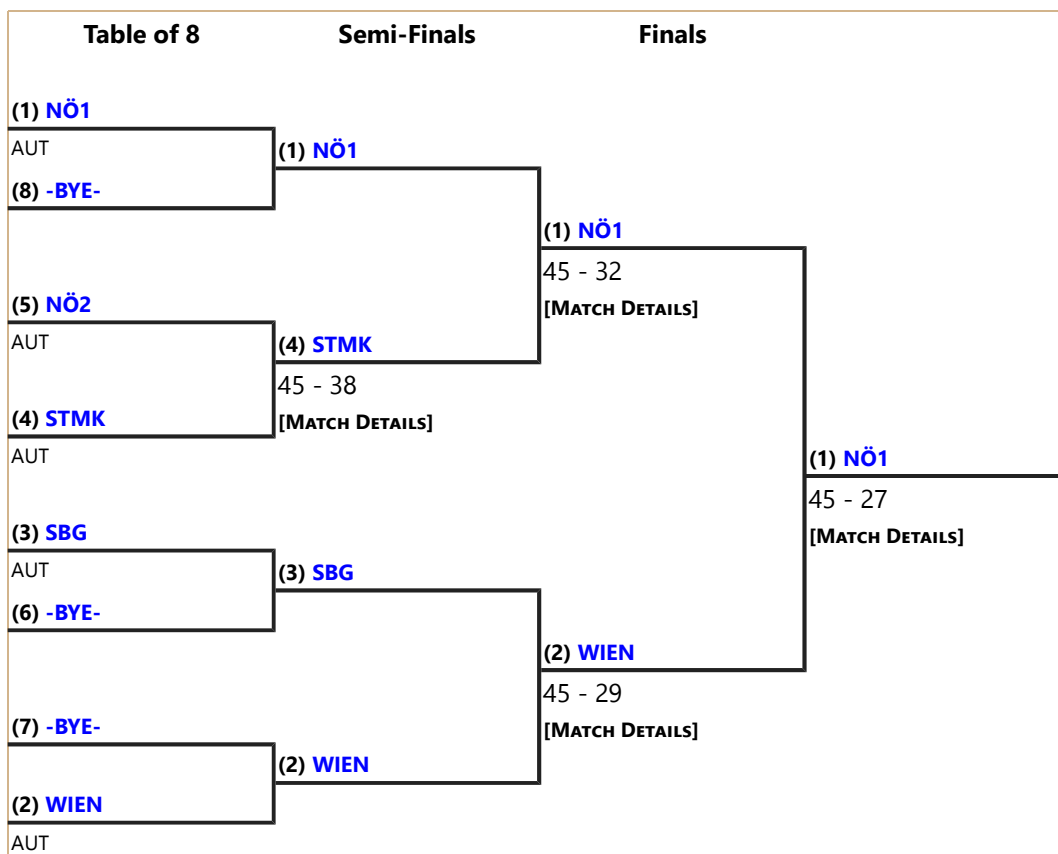 Table of 8
Semi-Finals
Finals
(1) NÖ1
AUT
(8) -BYE-
(5) NÖ2
AUT
(4) STMK
AUT
(3) SBG
AUT
(6) -BYE-
(7) -BYE-
(2) WIEN
AUT
(1) NÖ1
(4) STMK
45 - 38
[Match Details]
(3) SBG
(2) WIEN
(1) NÖ1
45 - 32
[Match Details]
(2) WIEN
45 - 29
[Match Details]
(1) NÖ1
45 - 27
[Match Details]